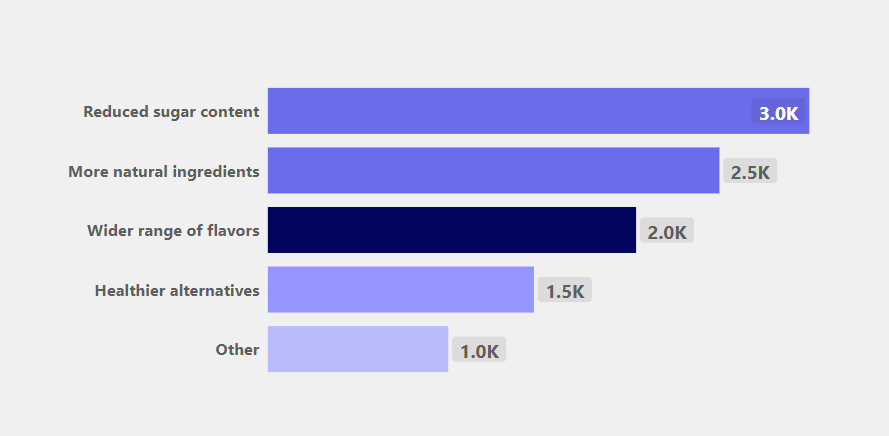 Reduced sugar content 3.0K
More natural ingredients 2.5K
Wider range of flavors 2.0K
Healthier alternatives 1.5K
Other 1.0K